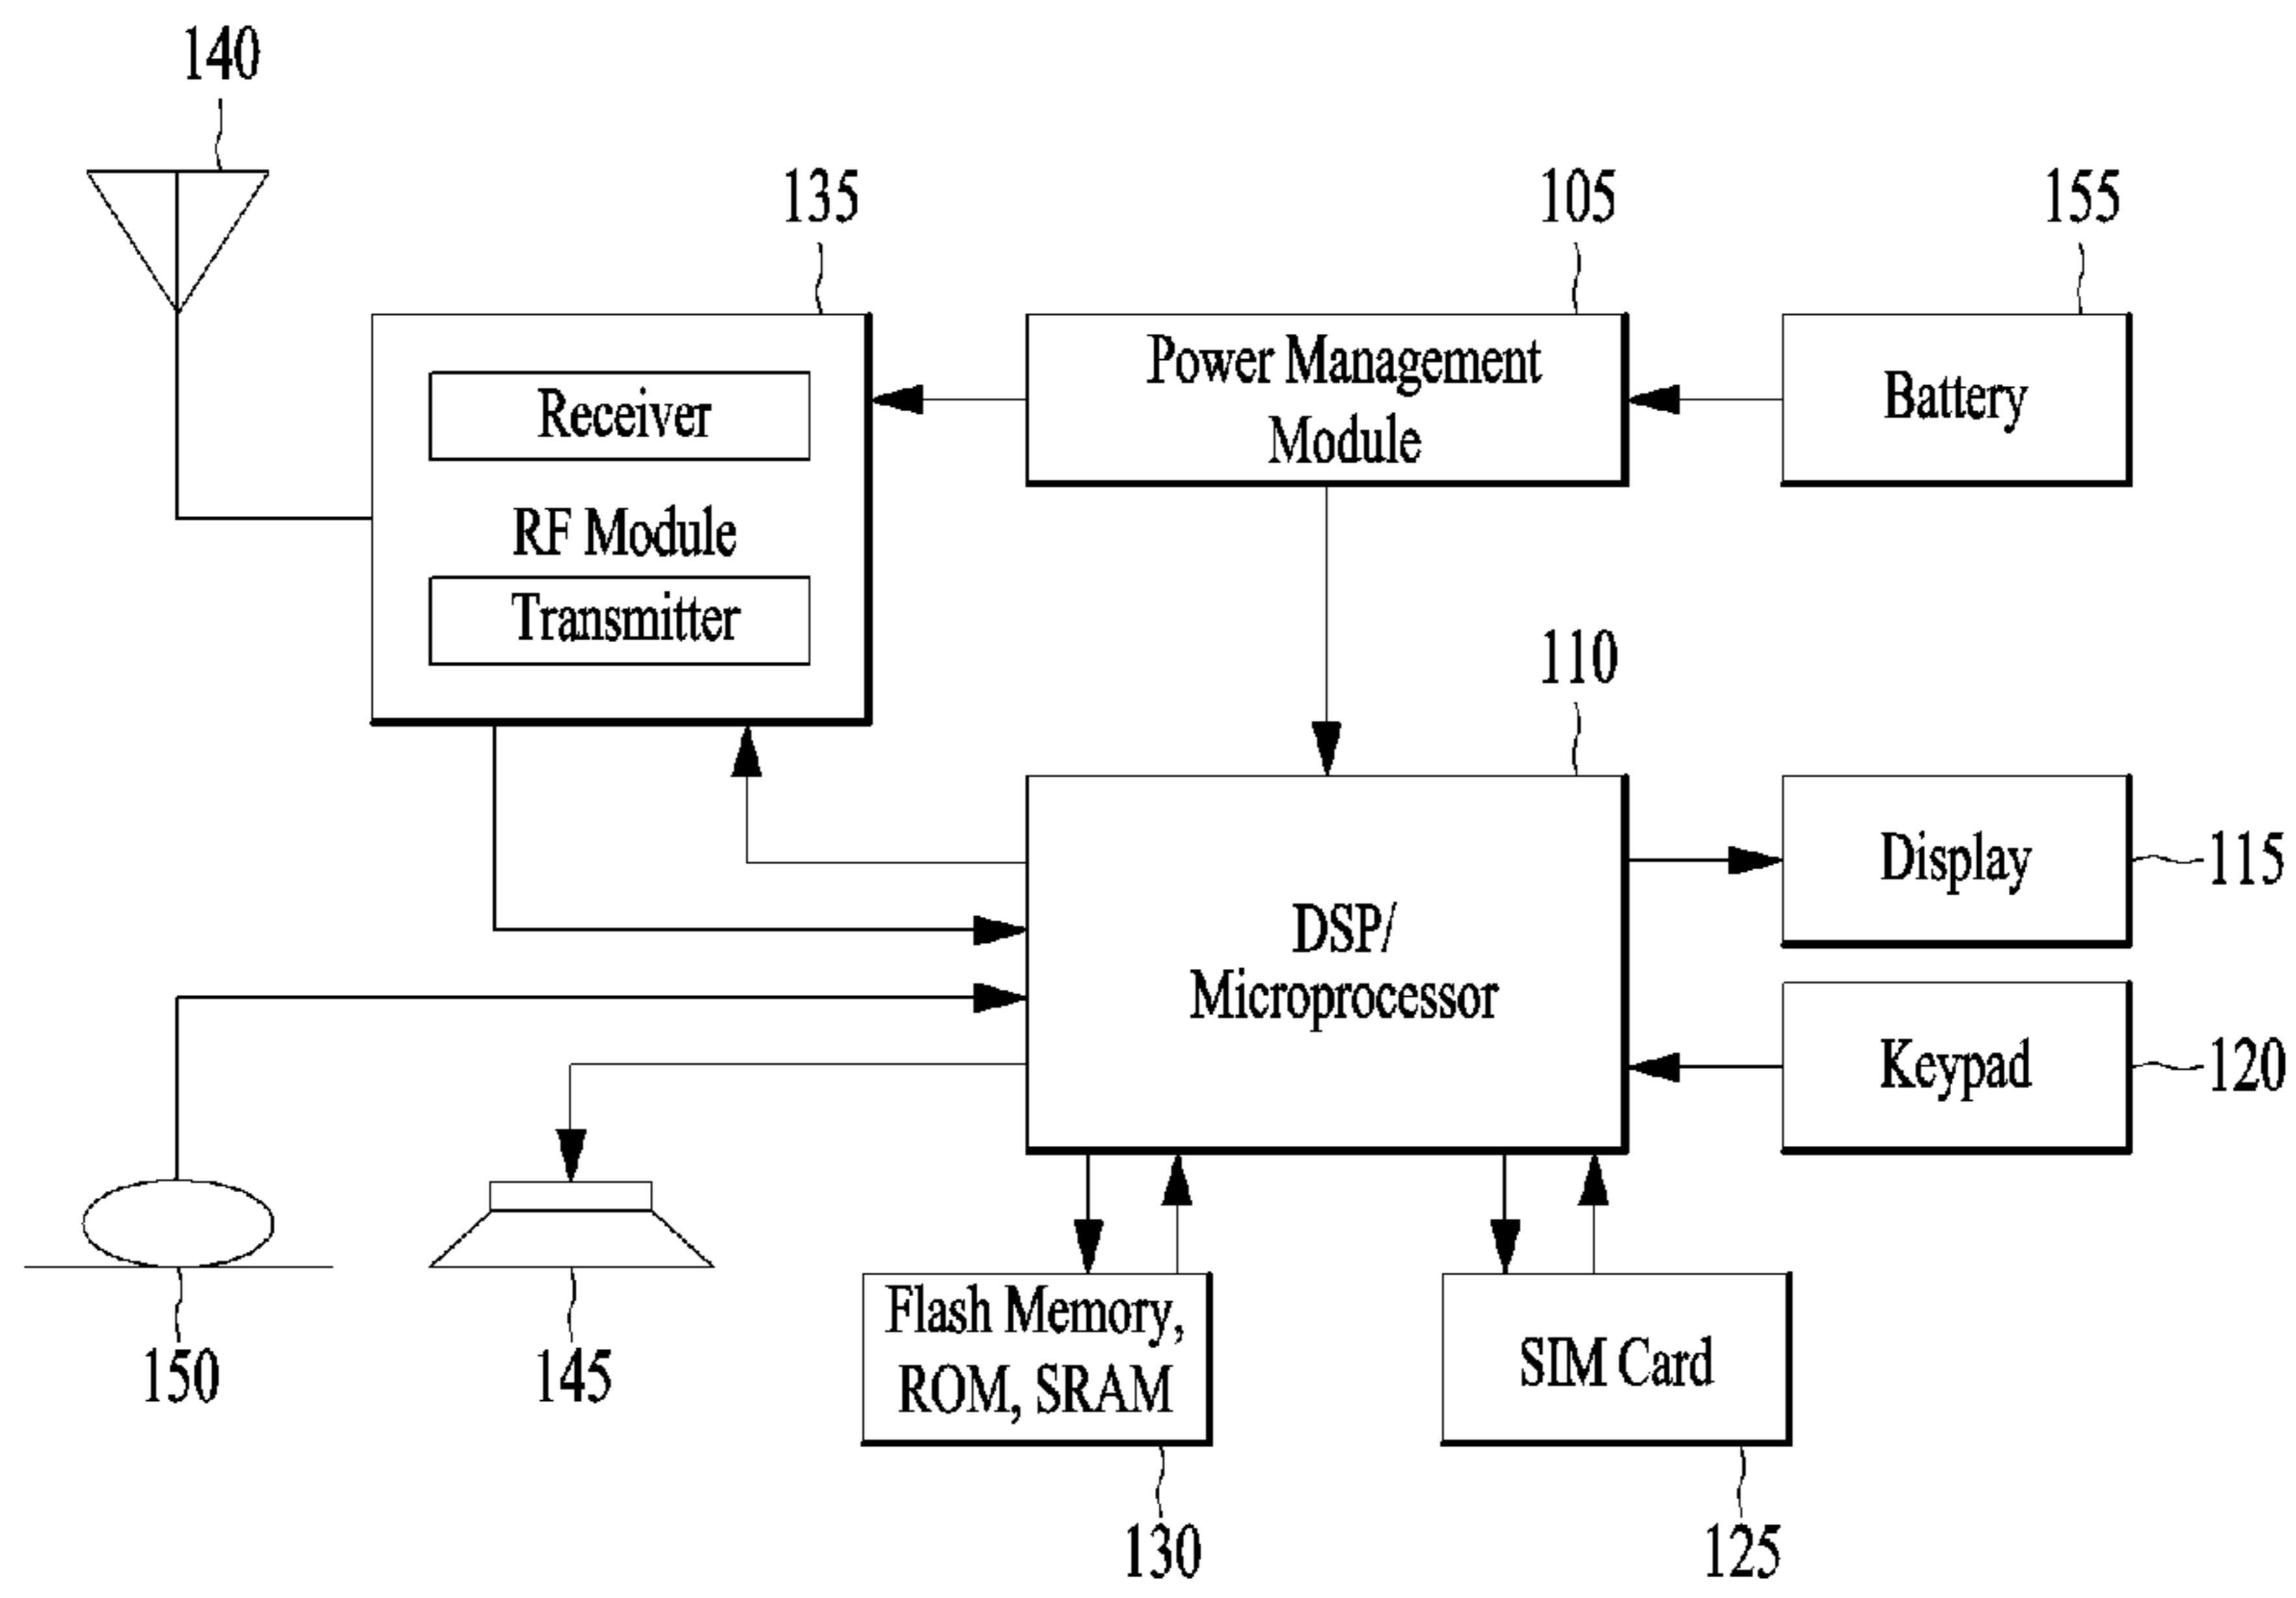 140
135
105
155
Receiver
RF Module
Transmitter
Power Management
Module
Battery
110
DSP/
Microprocessor
Display
115
Keypad
120
150
145
Flash Memory,
ROM, SRAM
SIM Card
130
125